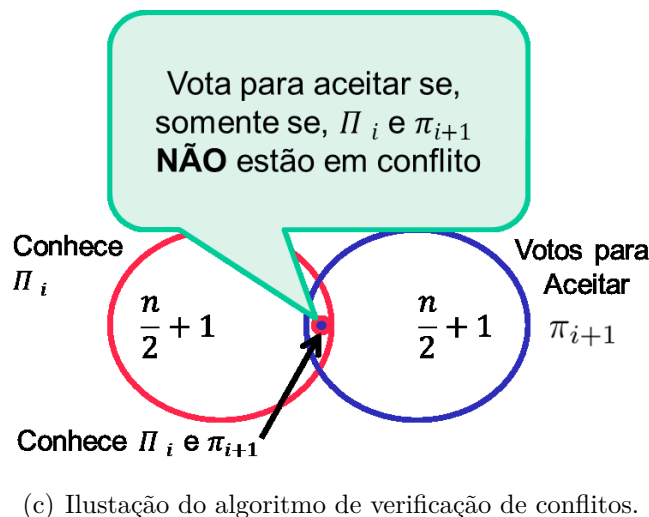 Vota para aceitar se,
somente se, Π i e π i+1
NÃO estão em conflito
Conhece
Π i
n/2 + 1
n/2 + 1
Votos para
Aceitar
π i+1
Conhece Π i e π i+1
(c) Ilustação do algoritmo de verificação de conflitos.